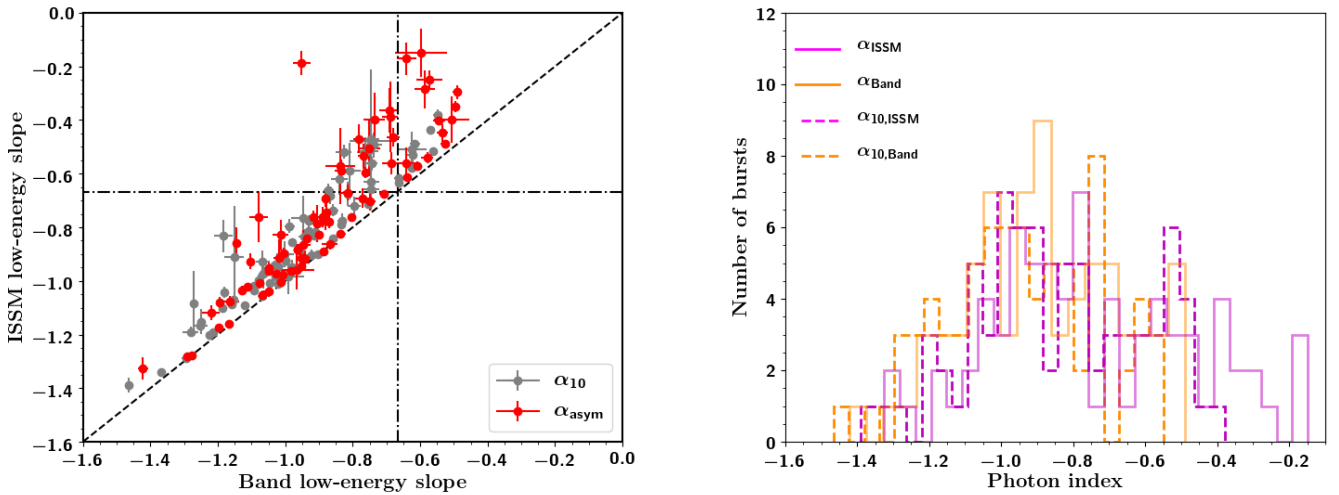 0.0
−0.2
−0.4
−0.6
−0.8
−1.0
−1.2
−1.4
−1.6
ISSM low-energy slope
α10
αasym
−1.6 −1.4 −1.2 −1.0 −0.8 −0.6 −0.4 −0.2 0.0
Band low-energy slope
12
10
8
6
4
2
0
Number of bursts
αISSM
αBand
α10,ISSM
α10,Band
−1.6 −1.4 −1.2 −1.0 −0.8 −0.6 −0.4 −0.2
Photon index